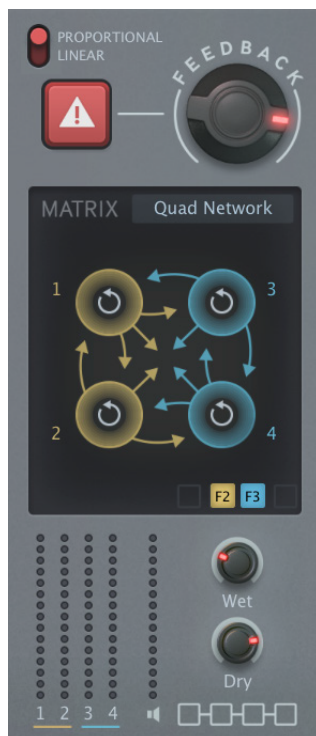 PROPORTIONAL
LINEAR
FEEDBACK
MATRIX Quad Network
1 3
2 4
F2 F3
Wet
Dry
1 2 3 4